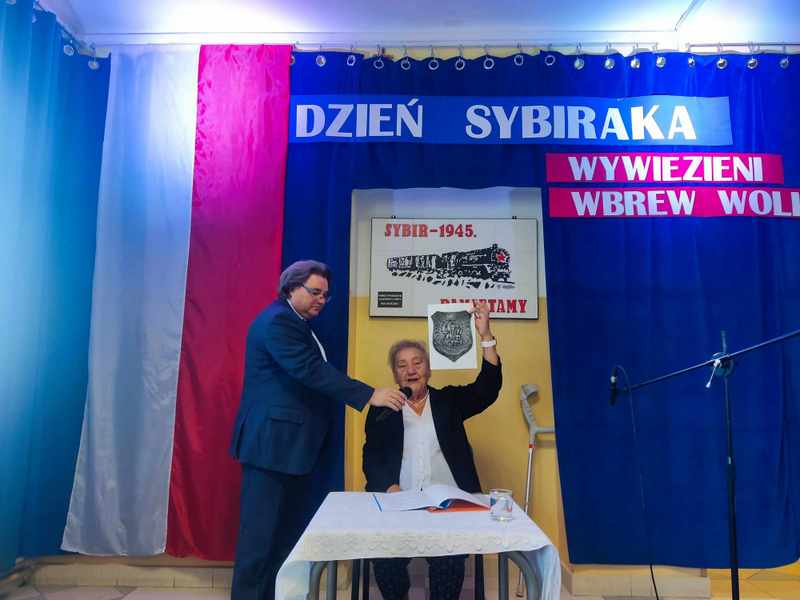 DZIEŃ SYBIRAKA
WYWIEZIENI
WBREW WOLI
SYBIR-1945.
PAMIĘTAMY